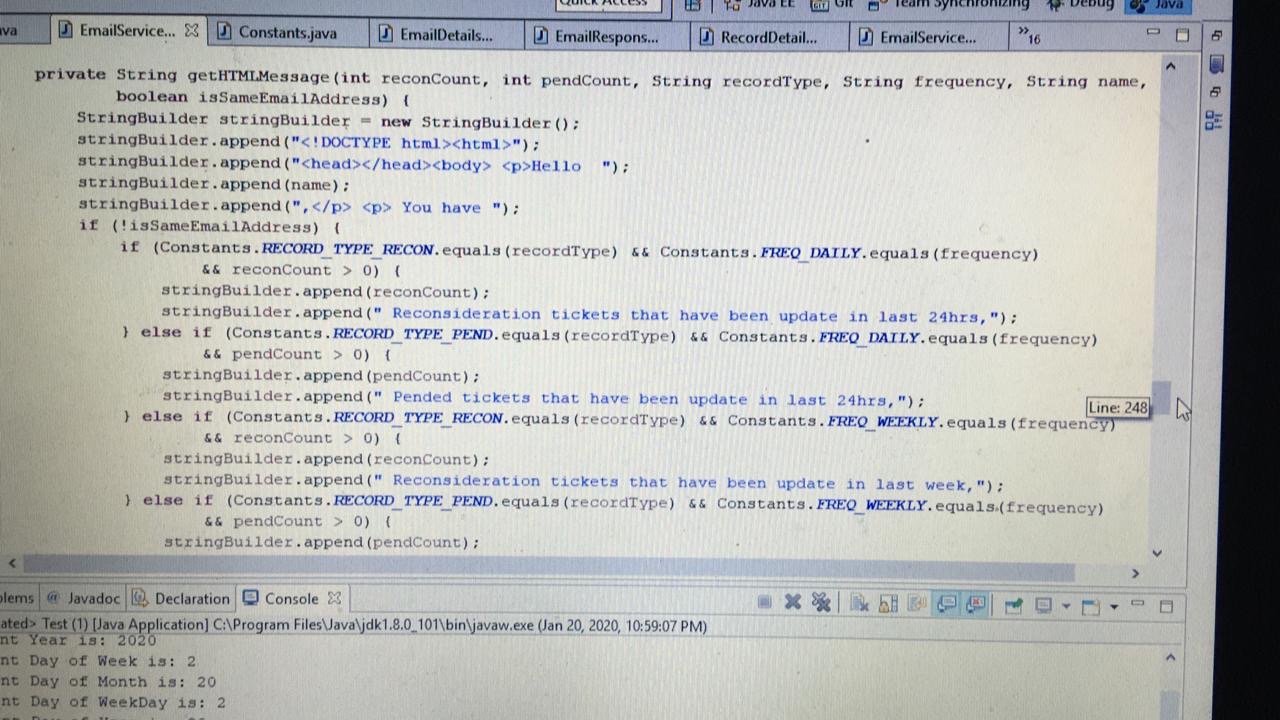 Quick Access
Java EE Git Team Synchronizing Debug Java
ava EmailService... Constants.java EmailDetails... EmailRespons... RecordDetail... EmailService... »16
private String getHTMLMessage(int reconCount, int pendCount, String recordType, String frequency, String name,
boolean isSameEmailAddress) {
StringBuilder stringBuilder = new StringBuilder();
stringBuilder.append("<!DOCTYPE html><html>");
stringBuilder.append("<head></head><body> <p>Hello  ");
stringBuilder.append(name);
stringBuilder.append(",</p> <p> You have ");
if (!isSameEmailAddress) {
if (Constants.RECORD_TYPE_RECON.equals(recordType) && Constants.FREQ_DAILY.equals(frequency)
&& reconCount > 0) {
stringBuilder.append(reconCount);
stringBuilder.append(" Reconsideration tickets that have been update in last 24hrs,");
} else if (Constants.RECORD_TYPE_PEND.equals(recordType) && Constants.FREQ_DAILY.equals(frequency)
&& pendCount > 0) {
stringBuilder.append(pendCount);
stringBuilder.append(" Pended tickets that have been update in last 24hrs,");
} else if (Constants.RECORD_TYPE_RECON.equals(recordType) && Constants.FREQ_WEEKLY.equals(frequency)
Line: 248
&& reconCount > 0) {
stringBuilder.append(reconCount);
stringBuilder.append(" Reconsideration tickets that have been update in last week,");
} else if (Constants.RECORD_TYPE_PEND.equals(recordType) && Constants.FREQ_WEEKLY.equals(frequency)
&& pendCount > 0) {
stringBuilder.append(pendCount);
lems @ Javadoc Declaration Console
ated> Test (1) [Java Application] C:\Program Files\Java\jdk1.8.0_101\bin\javaw.exe (Jan 20, 2020, 10:59:07 PM)
nt Year is: 2020
nt Day of Week is: 2
nt Day of Month is: 20
nt Day of WeekDay is: 2